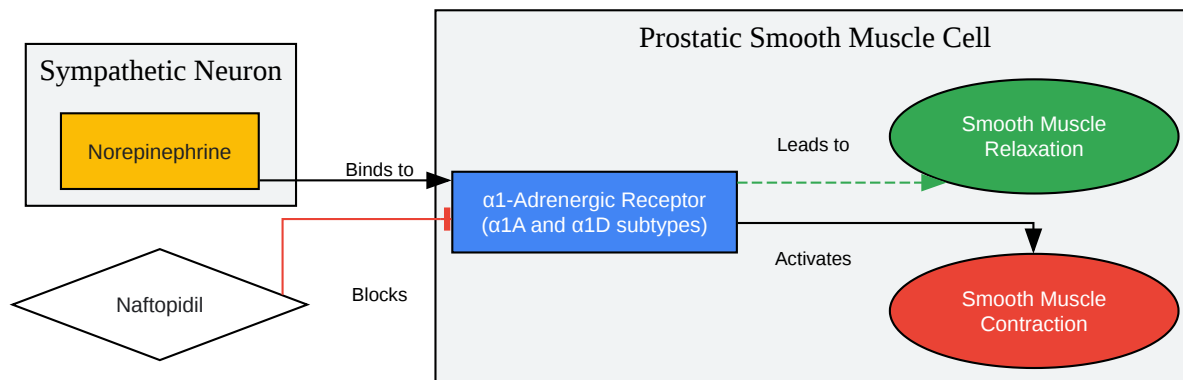 Prostatic Smooth Muscle Cell
Sympathetic Neuron
Norepinephrine
Binds to
α1-Adrenergic Receptor
(α1A and α1D subtypes)
Leads to
Smooth Muscle
Relaxation
Naftopidil
Blocks
Activates
Smooth Muscle
Contraction